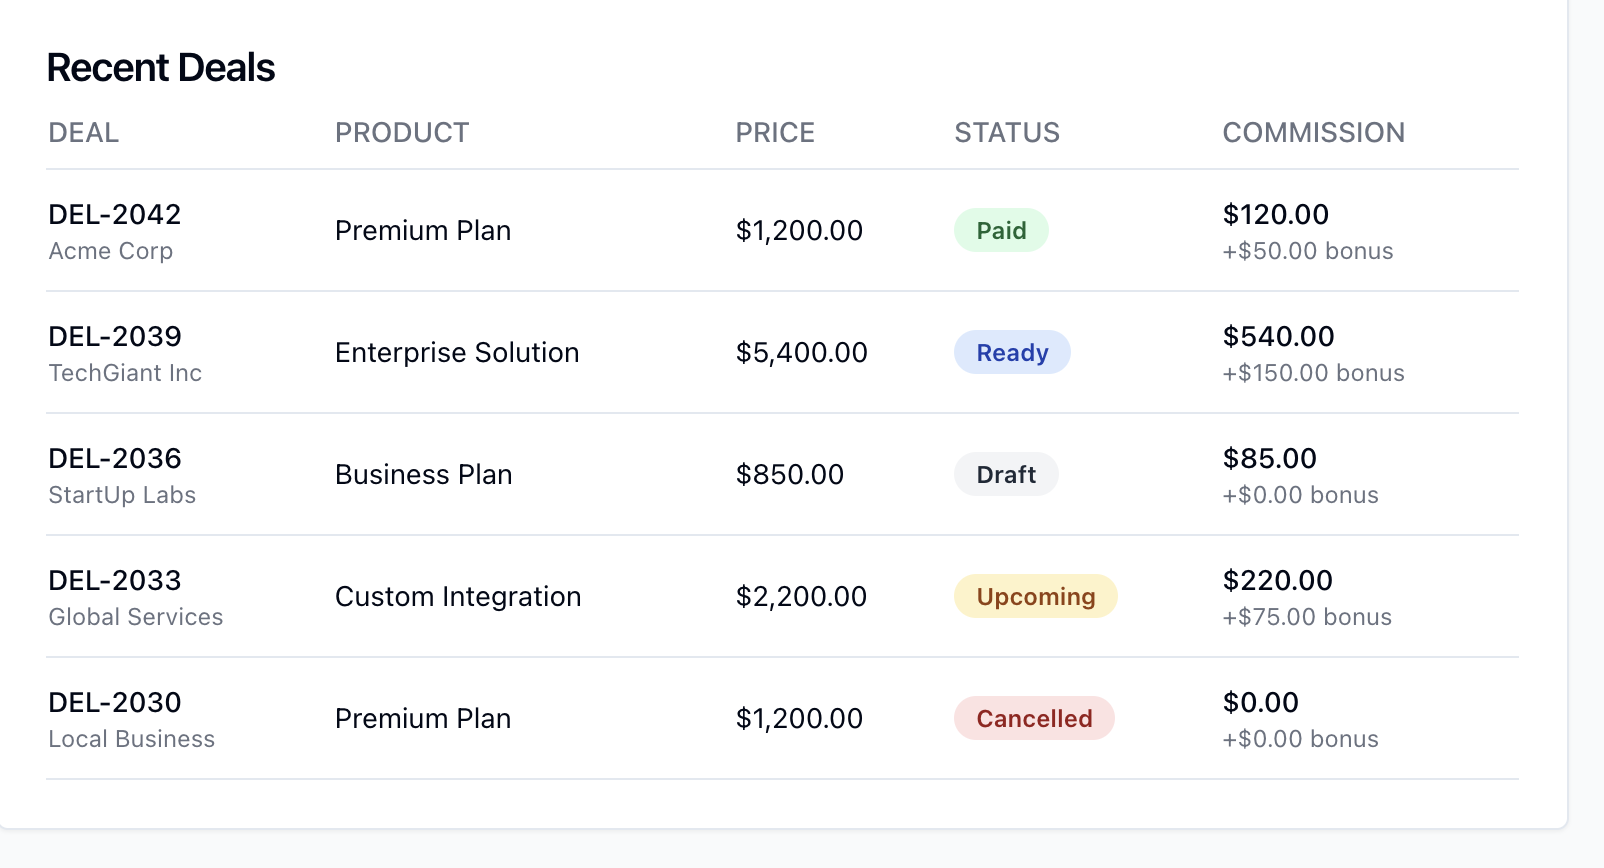 Recent Deals
DEAL PRODUCT PRICE STATUS COMMISSION
DEL-2042 Premium Plan $1,200.00 Paid $120.00
Acme Corp +$50.00 bonus
DEL-2039 Enterprise Solution $5,400.00 Ready $540.00
TechGiant Inc +$150.00 bonus
DEL-2036 Business Plan $850.00 Draft $85.00
StartUp Labs +$0.00 bonus
DEL-2033 Custom Integration $2,200.00 Upcoming $220.00
Global Services +$75.00 bonus
DEL-2030 Premium Plan $1,200.00 Cancelled $0.00
Local Business +$0.00 bonus